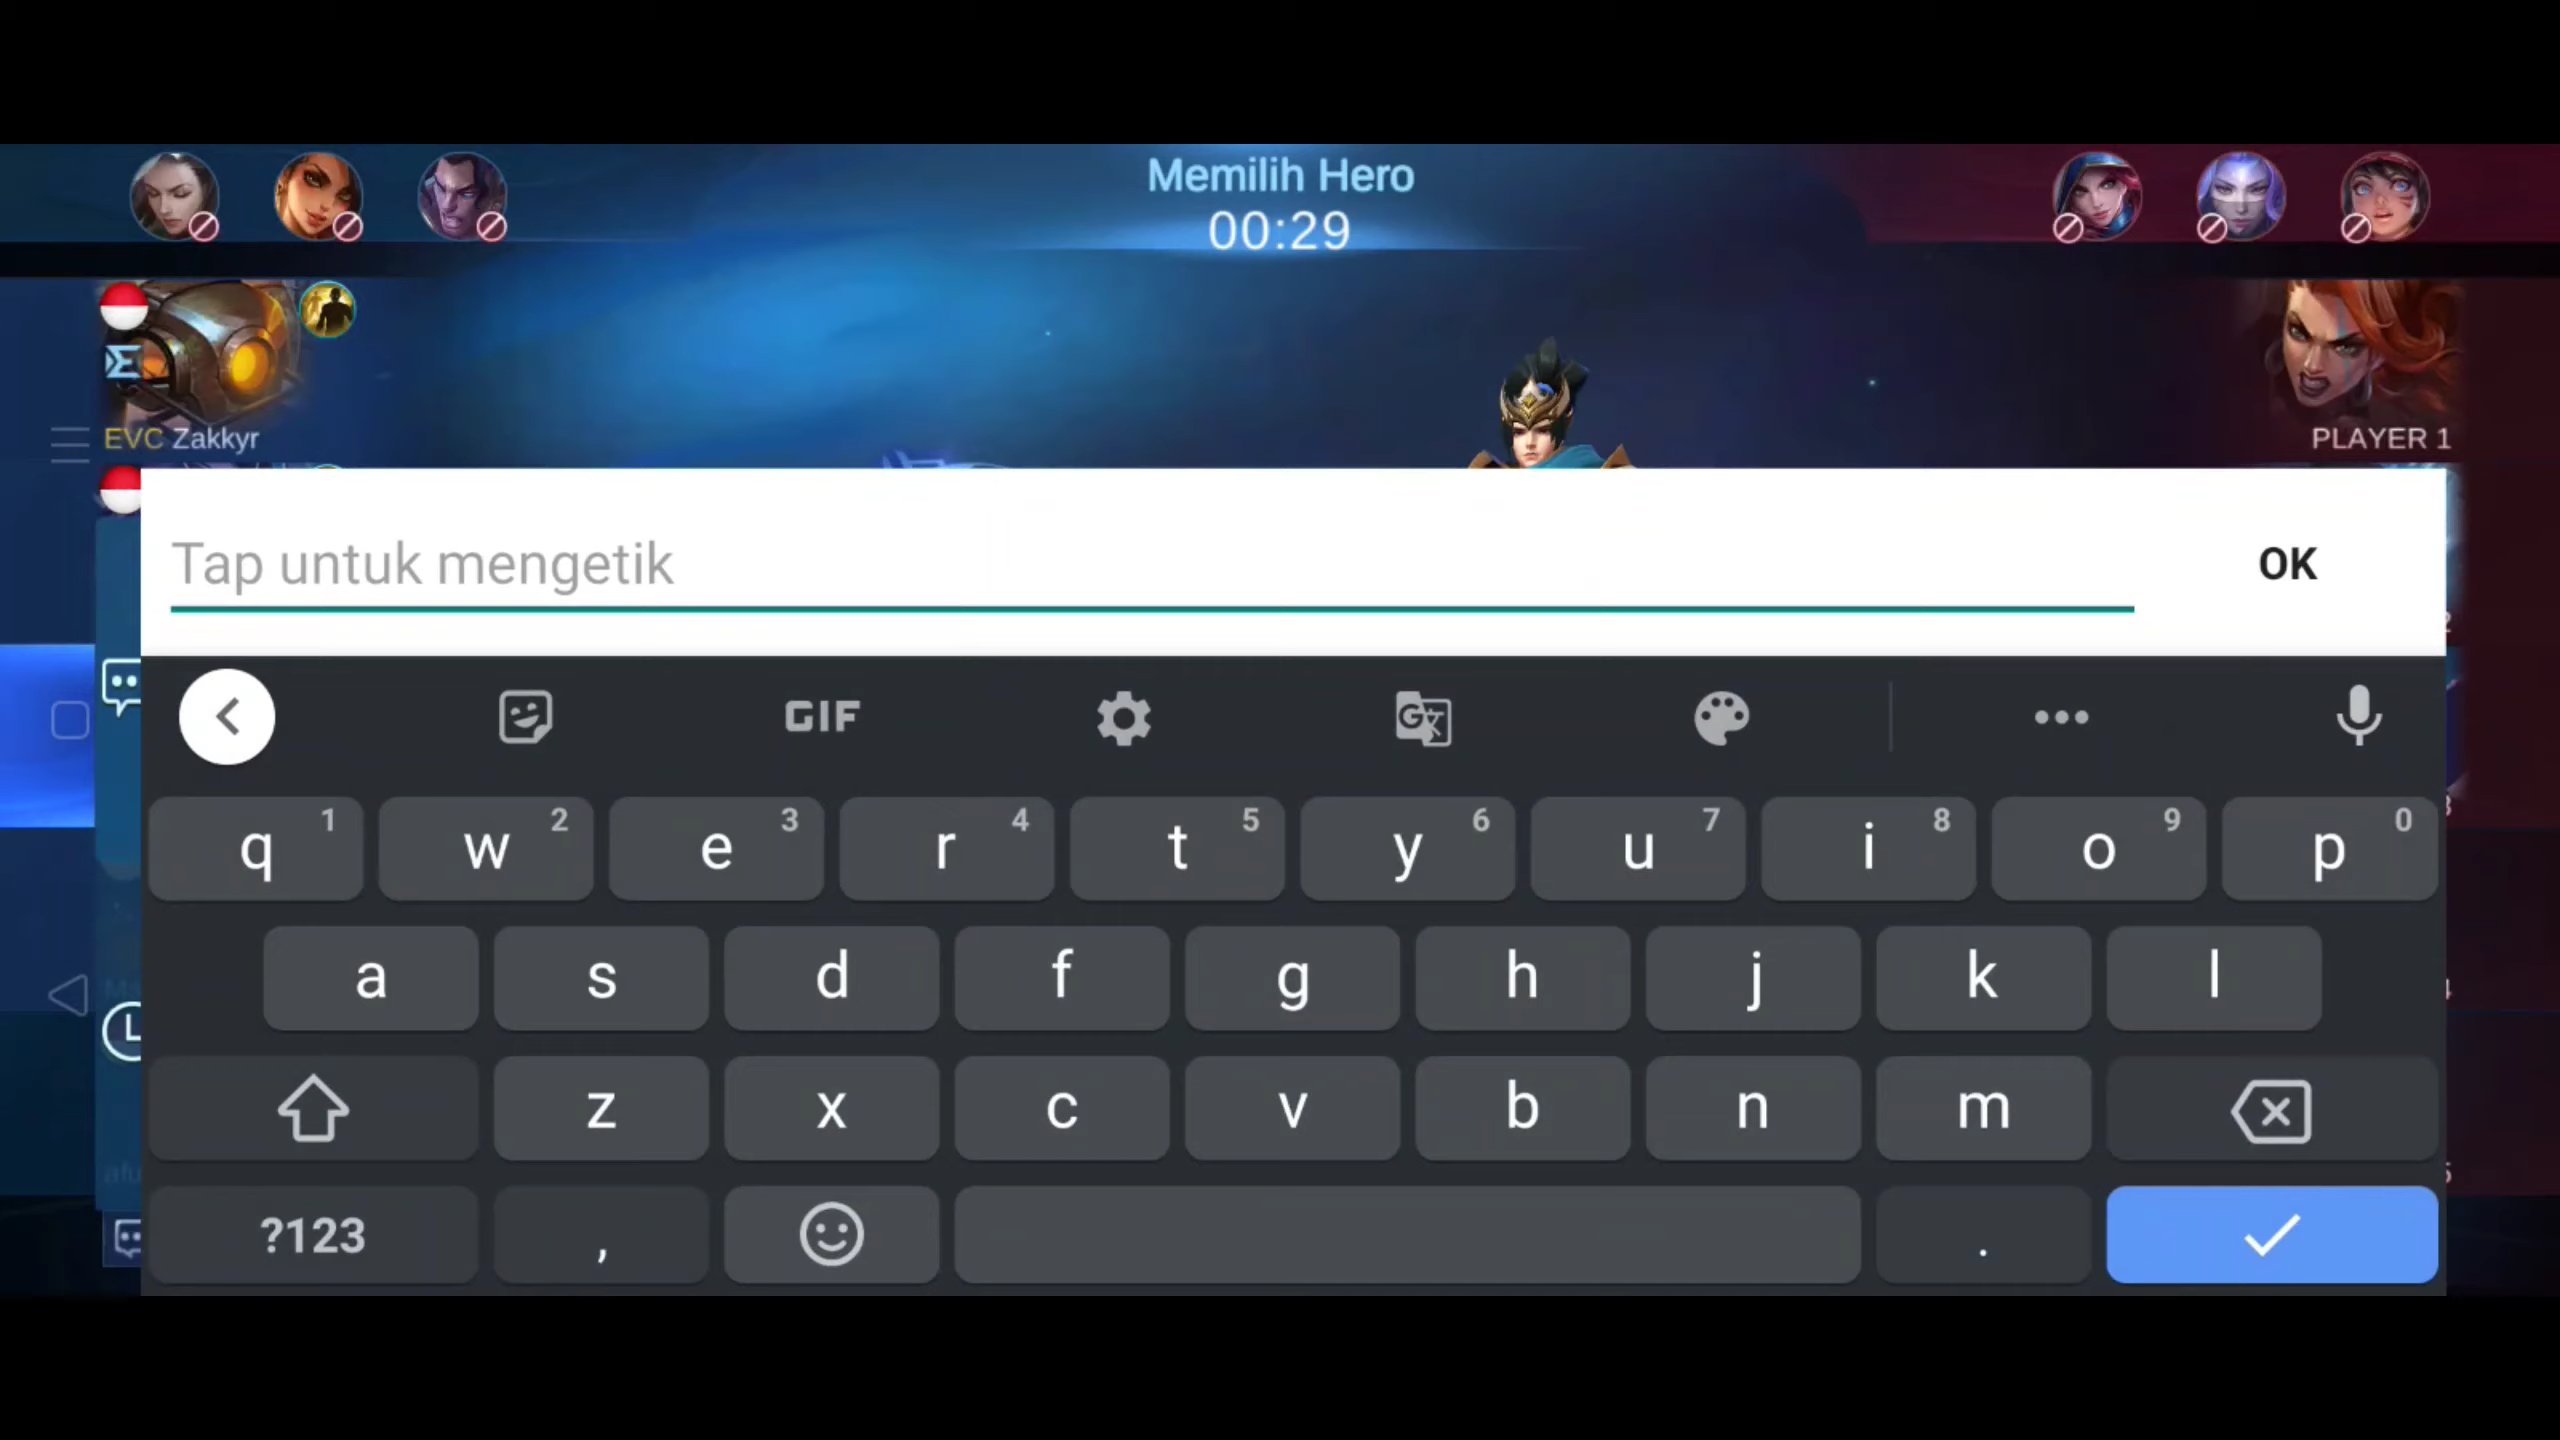 Memilih Hero
00:29
EVC Zakkyr
PLAYER 1
Tap untuk mengetik
OK
GIF
q 1 w 2 e 3 r 4 t 5 y 6 u 7 i 8 o 9 p 0
a s d f g h j k l
z x c v b n m
?123 , .